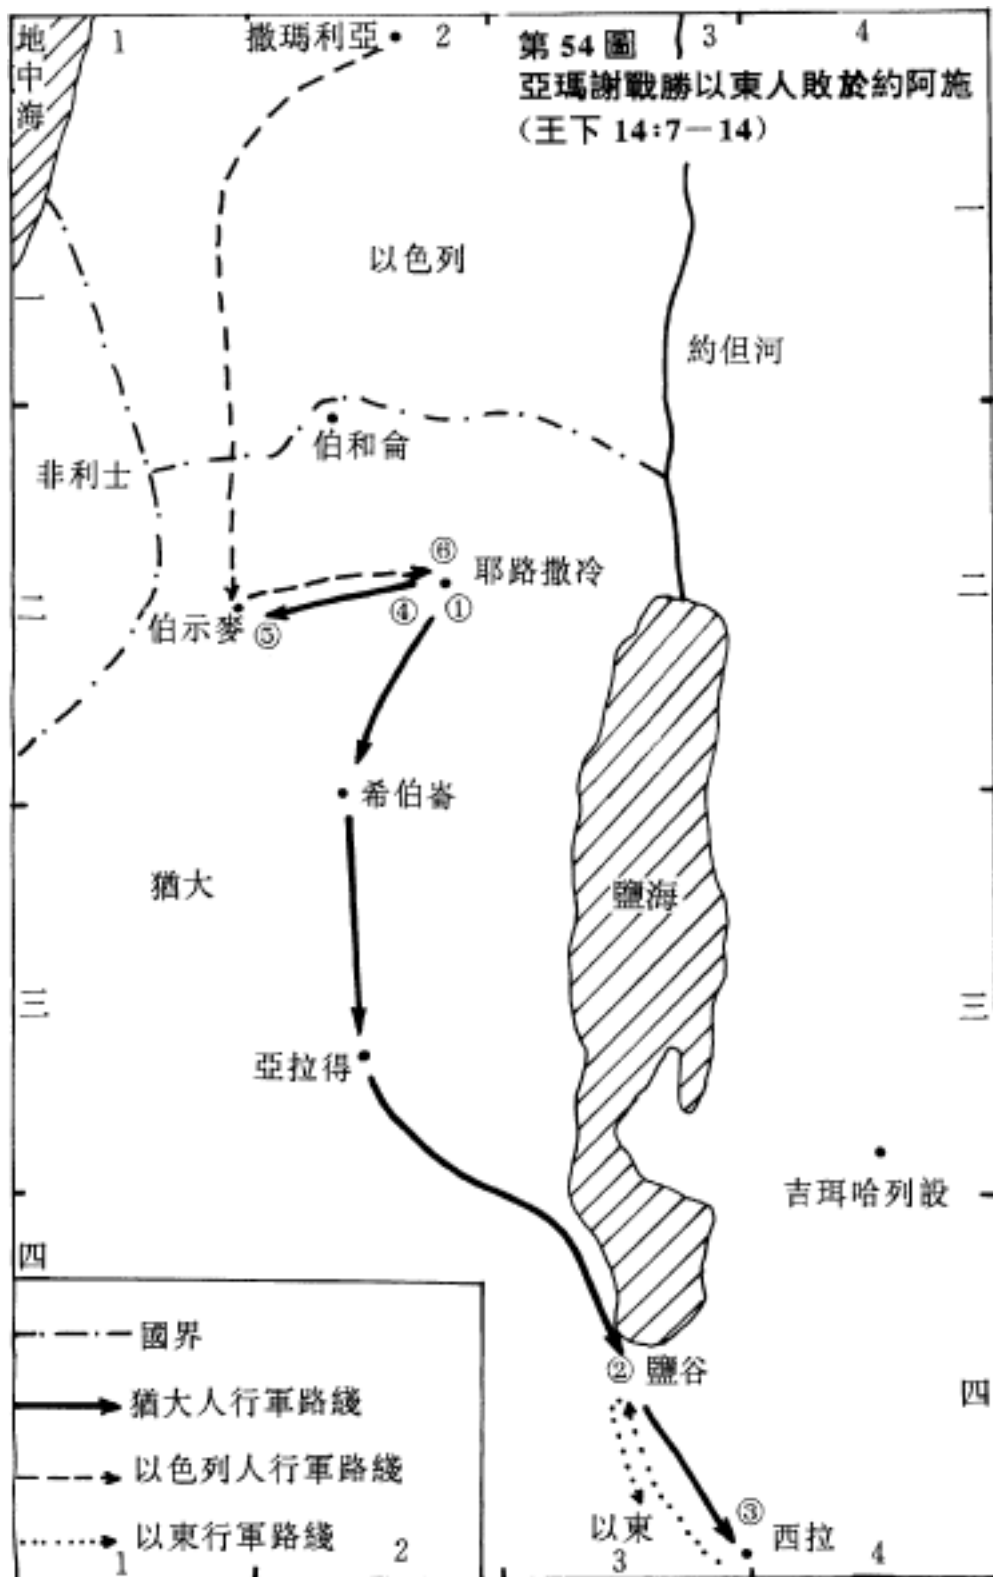 地中海
1
撒瑪利亞
2
第 54 圖
3
4
亞瑪謝戰勝以東人敗於約阿施
（王下 14:7—14）
一
以色列
一
約但河
伯和侖
非利士
⑥
耶路撒冷
二
④
①
二
伯示麥
⑤
希伯崙
猶大
鹽海
三
三
亞拉得
吉珥哈列設
四
國界
②
鹽谷
猶大人行軍路綫
四
以色列人行軍路綫
③
以東
西拉
以東行軍路綫
1
2
3
4